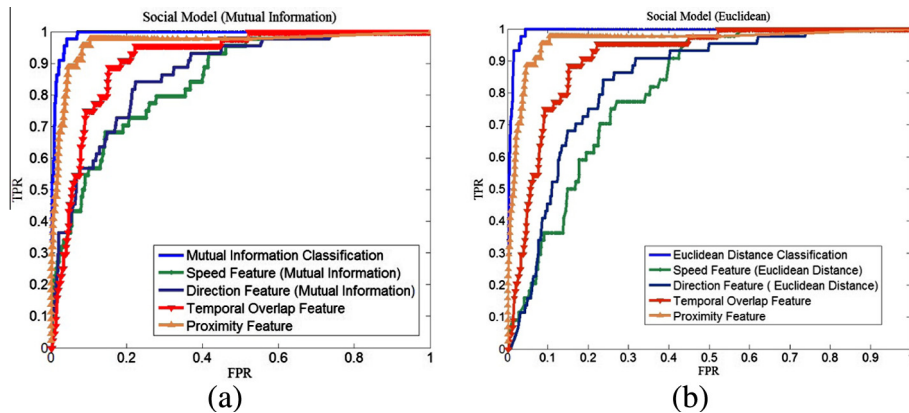 Social Model (Mutual Information)
1
0.9
0.8
0.7
0.6
0.5
0.4
0.3
0.2
0.1
0
TPR
Mutual Information Classification
Speed Feature (Mutual Information)
Direction Feature (Mutual Information)
Temporal Overlap Feature
Proximity Feature
0 0.2 0.4 0.6 0.8 1
FPR
(a)
Social Model (Euclidean)
1
0.9
0.8
0.7
0.6
0.5
0.4
0.3
0.2
0.1
0
TPR
Euclidean Distance Classification
Speed Feature (Euclidean Distance)
Direction Feature ( Euclidean Distance)
Temporal Overlap Feature
Proximity Feature
0 0.1 0.2 0.3 0.4 0.5 0.6 0.7 0.8 0.9
FPR
(b)